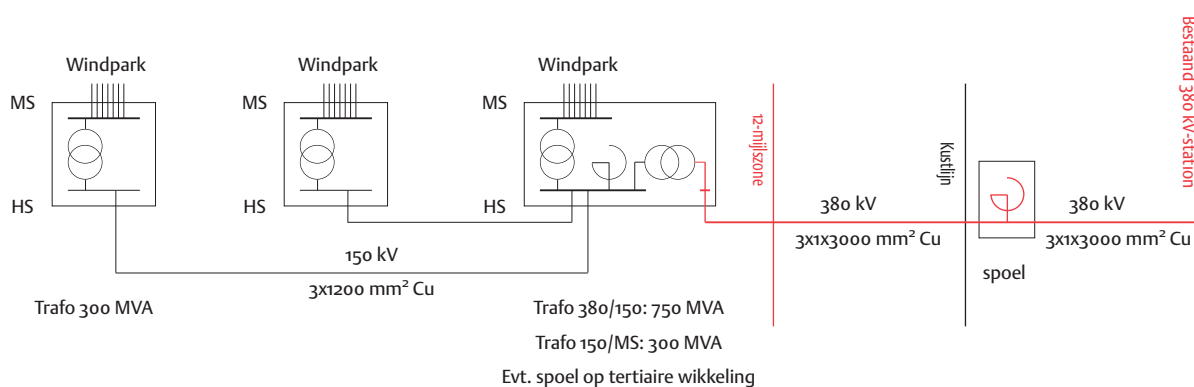 Windpark
Windpark
Windpark
MS
MS
MS
HS
HS
HS
12-mijlszone
Kustlijn
Bestaand 380 kV-station
380 kV
3x1x3000 mm² Cu
380 kV
3x1x3000 mm² Cu
spoel
150 kV
3x1200 mm² Cu
Trafo 300 MVA
Trafo 380/150: 750 MVA
Trafo 150/MS: 300 MVA
Evt. spoel op tertiaire wikkeling